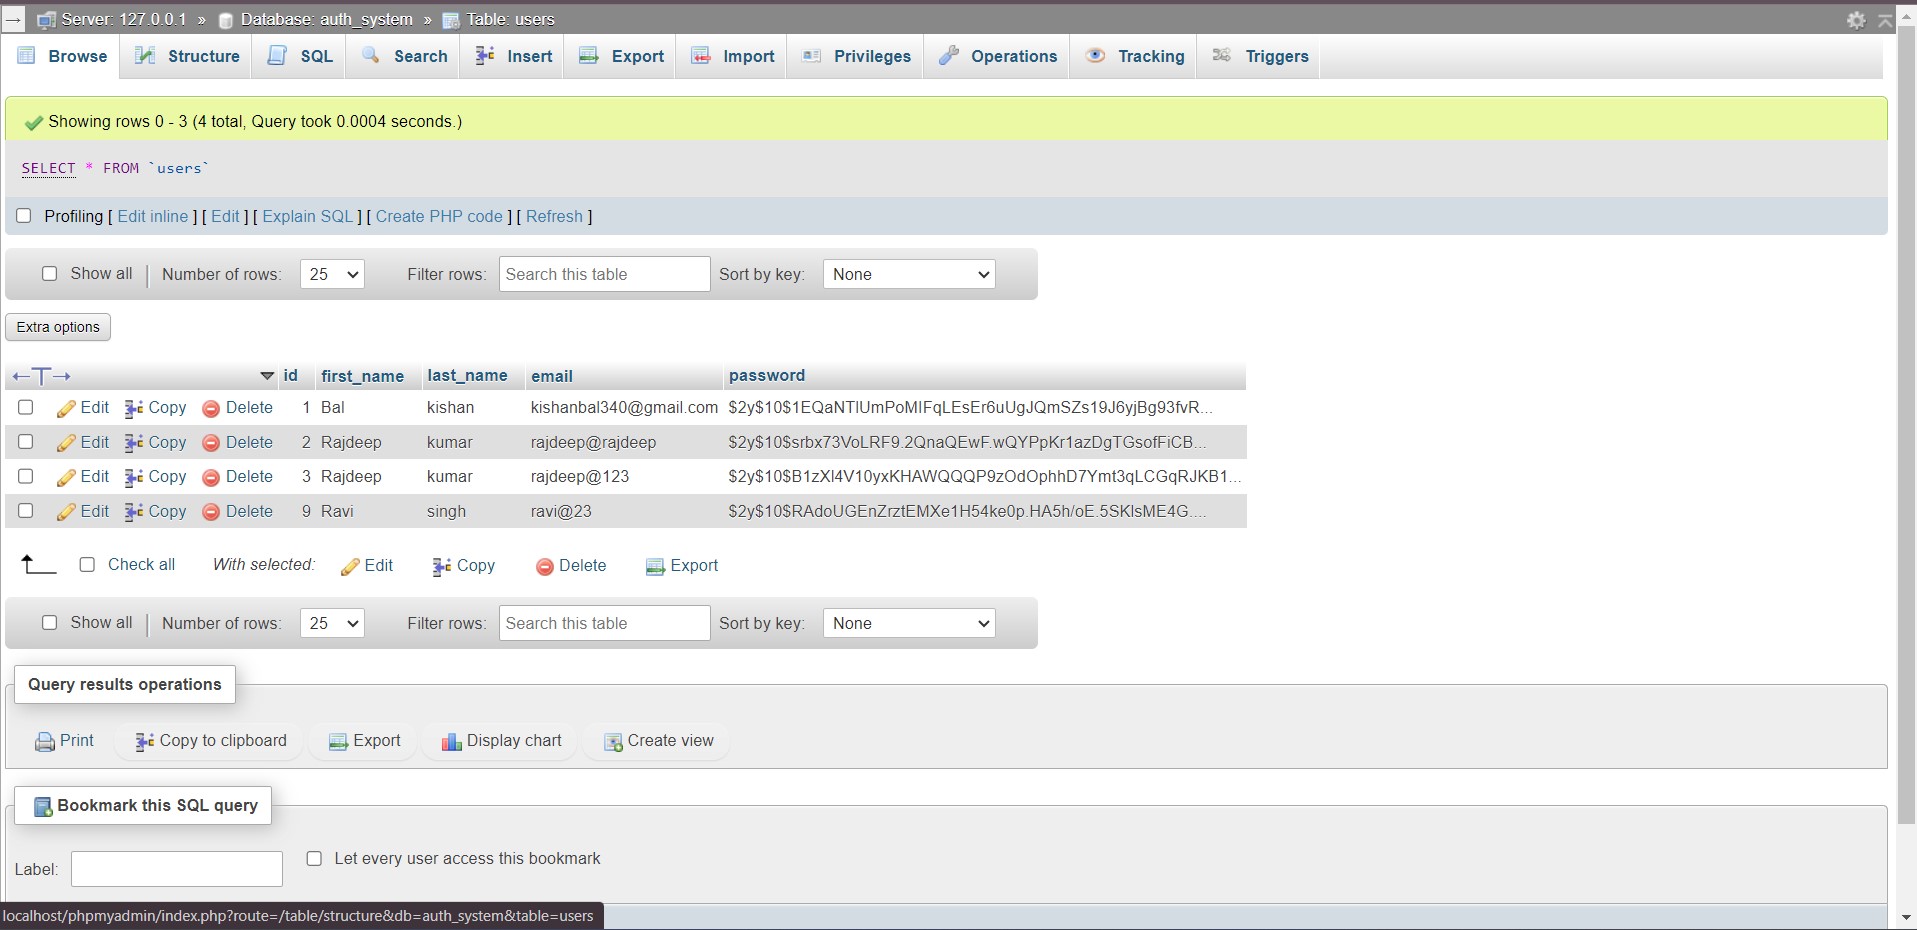 Server: 127.0.0.1 » Database: auth_system » Table: users
Browse Structure SQL Search Insert Export Import Privileges Operations Tracking Triggers
Showing rows 0 - 3 (4 total, Query took 0.0004 seconds.)
SELECT * FROM `users`
Profiling [ Edit inline ] [ Edit ] [ Explain SQL ] [ Create PHP code ] [ Refresh ]
Show all | Number of rows: 25 Filter rows: Search this table Sort by key: None
Extra options
←T→ id first_name last_name email password
Edit Copy Delete 1 Bal kishan kishanbal340@gmail.com $2y$10$1EQaNTlUmPoMIFqLEsEr6uUgJQmSZs19J6yjBg93fvR...
Edit Copy Delete 2 Rajdeep kumar rajdeep@rajdeep $2y$10$srbx73VoLRF9.2QnaQEwF.wQYPpKr1azDgTGsofFiCB...
Edit Copy Delete 3 Rajdeep kumar rajdeep@123 $2y$10$B1zXl4V10yxKHAWQQQP9zOdOphhD7Ymt3qLCGqRJKB1...
Edit Copy Delete 9 Ravi singh ravi@23 $2y$10$RAdoUGEnZrztEMXe1H54ke0p.HA5h/oE.5SKlsME4G....
Check all With selected: Edit Copy Delete Export
Show all | Number of rows: 25 Filter rows: Search this table Sort by key: None
Query results operations
Print Copy to clipboard Export Display chart Create view
Bookmark this SQL query
Label: Let every user access this bookmark
localhost/phpmyadmin/index.php?route=/table/structure&db=auth_system&table=users